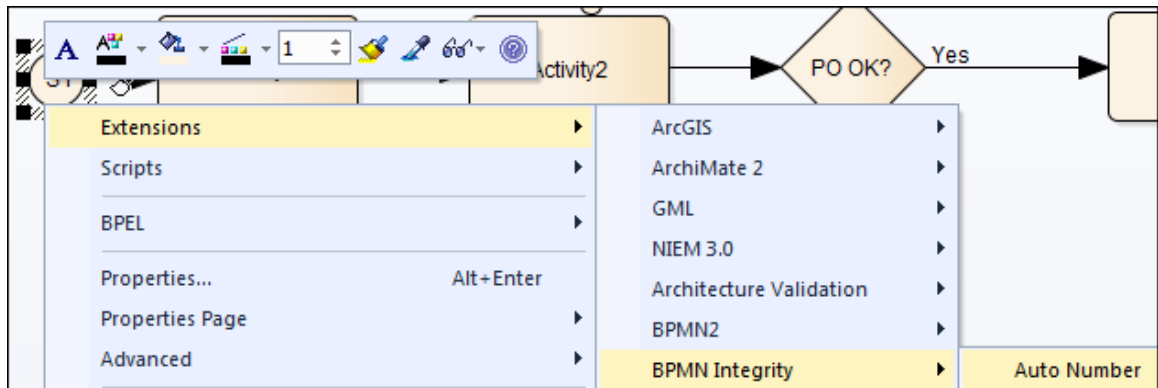 1
Activity2
PO OK?
Yes
Extensions
Scripts
BPEL
Properties... Alt+Enter
Properties Page
Advanced
ArcGIS
ArchiMate 2
GML
NIEM 3.0
Architecture Validation
BPMN2
BPMN Integrity
Auto Number